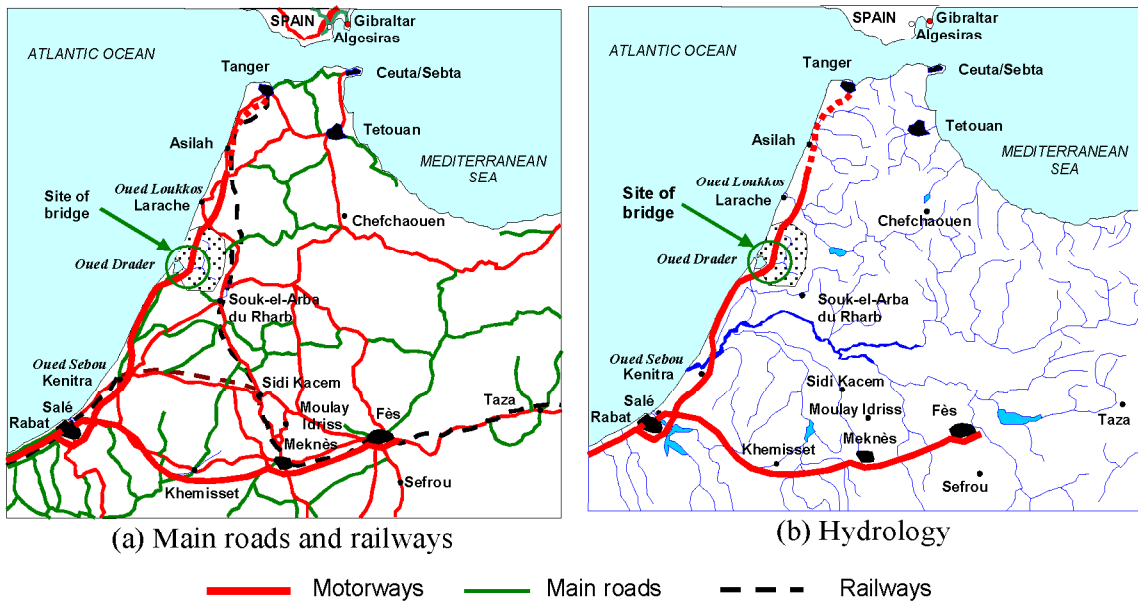 SPAIN
Gibraltar
Algesiras
ATLANTIC OCEAN
Tanger
Ceuta/Sebta
Tetouan
Asilah
MEDITERRANEAN
SEA
Oued Loukkos
Larache
Site of
bridge
Chefchaouen
Oued Drader
Souk-el-Arba
du Rharb
Oued Sebou
Kenitra
Sidi Kacem
Salé
Rabat
Moulay
Idriss
Fès
Taza
Meknès
Khemisset
Sefrou
(a) Main roads and railways
SPAIN
Gibraltar
Algesiras
ATLANTIC OCEAN
Tanger
Ceuta/Sebta
Tetouan
Asilah
MEDITERRANEAN
SEA
Oued Loukkos
Larache
Site of
bridge
Chefchaouen
Oued Drader
Souk-el-Arba
du Rharb
Oued Sebou
Kenitra
Sidi Kacem
Salé
Rabat
Moulay Idriss
Fès
Taza
Meknès
Khemisset
Sefrou
(b) Hydrology
Motorways
Main roads
Railways